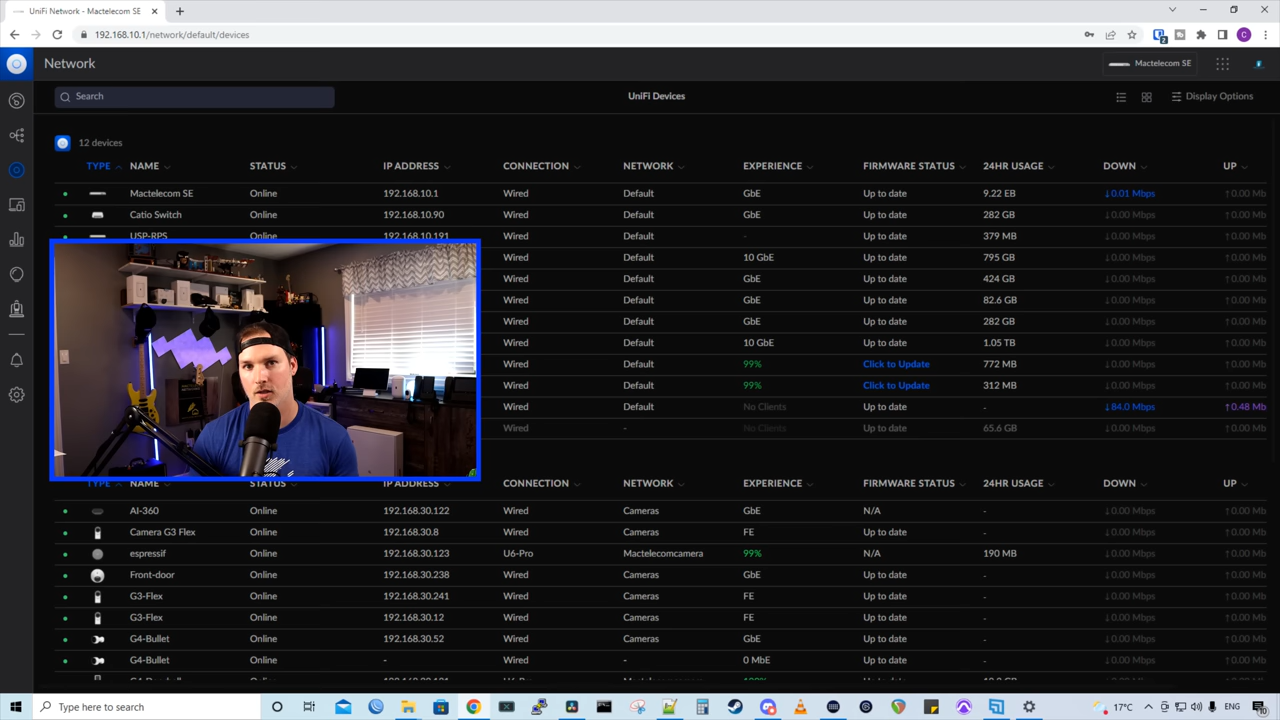 UniFi Network - Mactelecom SE
192.168.10.1/network/default/devices
2
C
Network
Mactelecom SE
Search
UniFi Devices
Display Options
12 devices
TYPE NAME STATUS IP ADDRESS CONNECTION NETWORK EXPERIENCE FIRMWARE STATUS 24HR USAGE DOWN UP
Mactelecom SE Online 192.168.10.1 Wired Default GbE Up to date 9.22 EB ↓0.01 Mbps ↑0.00 Mb
Catio Switch Online 192.168.10.90 Wired Default GbE Up to date 282 GB ↓0.00 Mbps ↑0.00 Mb
USP-RPS Online 192.168.10.191 Wired Default - Up to date 379 MB ↓0.00 Mbps ↑0.00 Mb
Wired Default 10 GbE Up to date 795 GB ↓0.00 Mbps ↑0.00 Mb
Wired Default GbE Up to date 424 GB ↓0.00 Mbps ↑0.00 Mb
Wired Default GbE Up to date 82.6 GB ↓0.00 Mbps ↑0.00 Mb
Wired Default GbE Up to date 282 GB ↓0.00 Mbps ↑0.00 Mb
Wired Default 10 GbE Up to date 1.05 TB ↓0.00 Mbps ↑0.00 Mb
Wired Default 99% Click to Update 772 MB ↓0.00 Mbps ↑0.00 Mb
Wired Default 99% Click to Update 312 MB ↓0.00 Mbps ↑0.00 Mb
Wired Default No Clients Up to date - ↓84.0 Mbps ↑0.48 Mb
Wired - No Clients Up to date 65.6 GB ↓0.00 Mbps ↑0.00 Mb
TYPE NAME STATUS IP ADDRESS CONNECTION NETWORK EXPERIENCE FIRMWARE STATUS 24HR USAGE DOWN UP
AI-360 Online 192.168.30.122 Wired Cameras GbE N/A - ↓0.00 Mbps ↑0.00 Mb
Camera G3 Flex Online 192.168.30.8 Wired Cameras FE Up to date - ↓0.00 Mbps ↑0.00 Mb
espressif Online 192.168.30.123 U6-Pro Mactelecomcamera 99% N/A 190 MB ↓0.00 Mbps ↑0.00 Mb
Front-door Online 192.168.30.238 Wired Cameras GbE Up to date - ↓0.00 Mbps ↑0.00 Mb
G3-Flex Online 192.168.30.241 Wired Cameras FE Up to date - ↓0.00 Mbps ↑0.00 Mb
G3-Flex Online 192.168.30.12 Wired Cameras FE Up to date - ↓0.00 Mbps ↑0.00 Mb
G4-Bullet Online 192.168.30.52 Wired Cameras GbE Up to date - ↓0.00 Mbps ↑0.00 Mb
G4-Bullet Online - Wired - 0 MbE Up to date - ↓0.00 Mbps ↑0.00 Mb
Type here to search
17°C
10